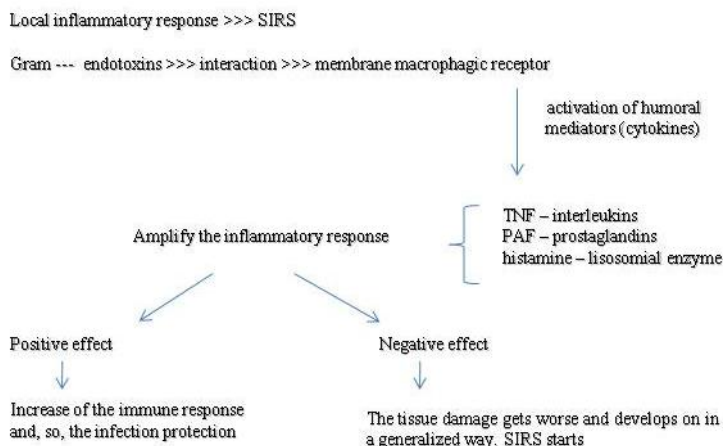 Local inflammatory response >>> SIRS
Gram --- endotoxins >>> interaction >>> membrane macrophagic receptor
activation of humoral
mediators (cytokines)
TNF – interleukins
PAF – prostaglandins
histamine – lisosomial enzyme
Amplify the inflammatory response
Positive effect
Negative effect
Increase of the immune response
and, so, the infection protection
The tissue damage gets worse and develops on in
a generalized way. SIRS starts